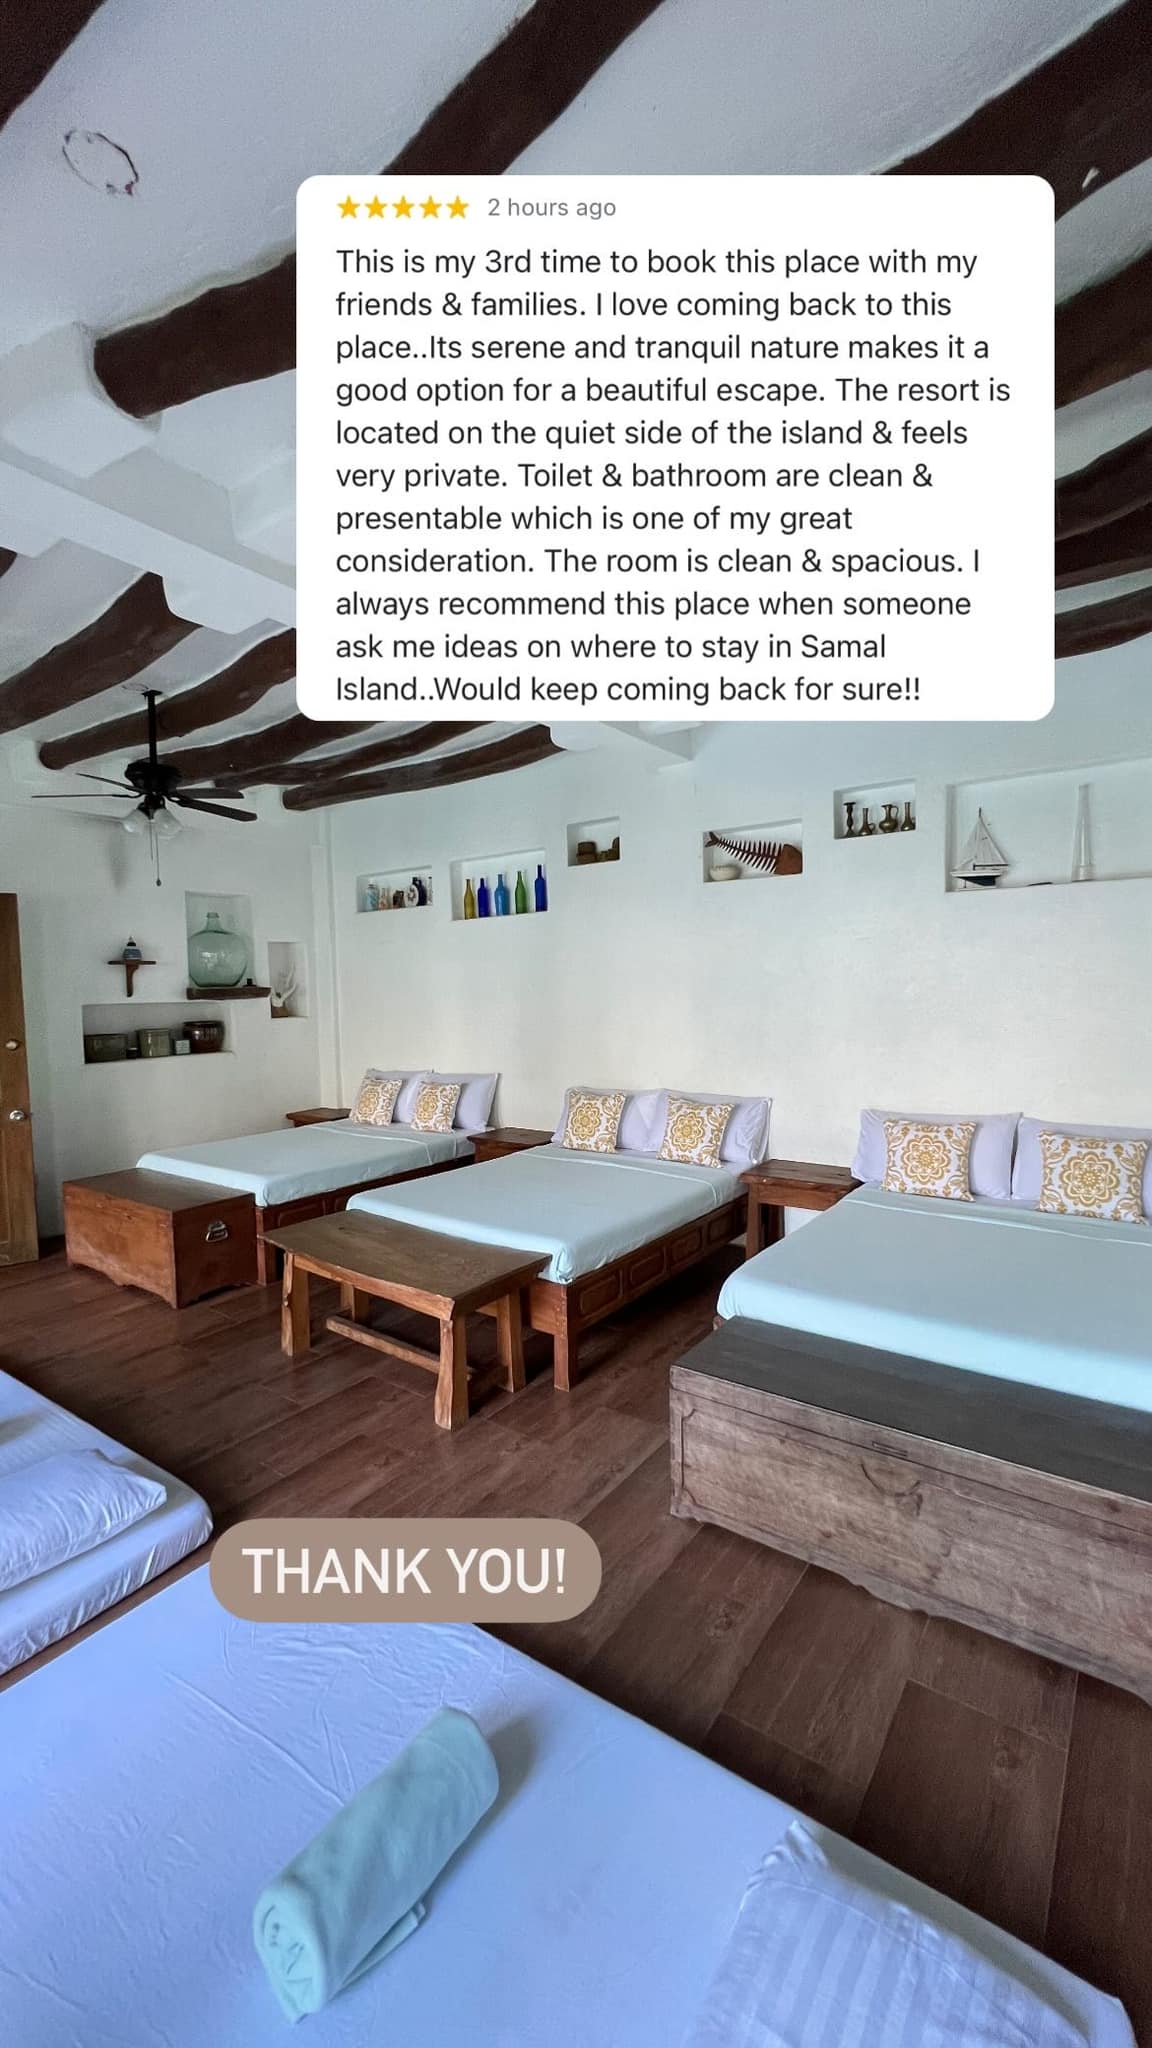 2 hours ago
This is my 3rd time to book this place with my
friends & families. I love coming back to this
place..Its serene and tranquil nature makes it a
good option for a beautiful escape. The resort is
located on the quiet side of the island & feels
very private. Toilet & bathroom are clean &
presentable which is one of my great
consideration. The room is clean & spacious. I
always recommend this place when someone
ask me ideas on where to stay in Samal
Island..Would keep coming back for sure!!
THANK YOU!